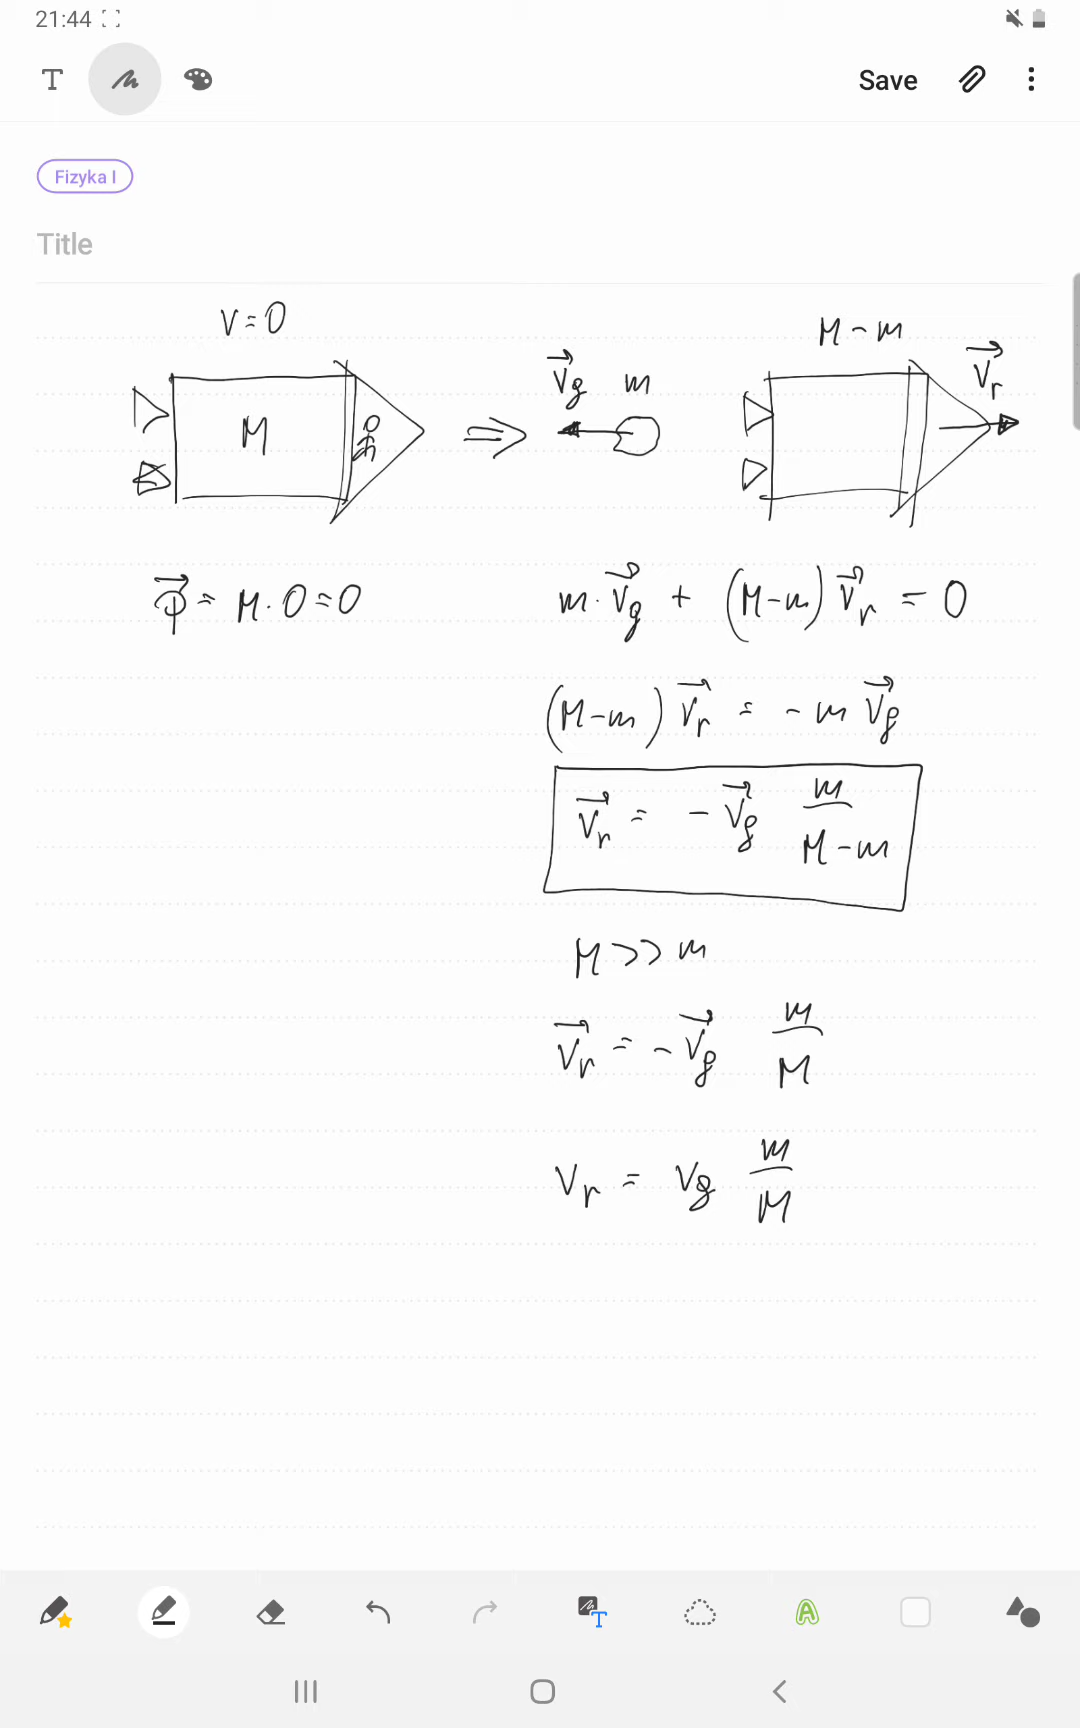 21:44
T
Save
Fizyka I
Title
V = 0
M
⇒
V⃗g m
M - m
V⃗r
p⃗ = M · 0 = 0
m · V⃗g + (M-m) V⃗r = 0
(M-m) V⃗r = - m V⃗g
V⃗r = - V⃗g m/(M-m)
M >> m
V⃗r = - V⃗g m/M
Vr = Vg m/M
T
A